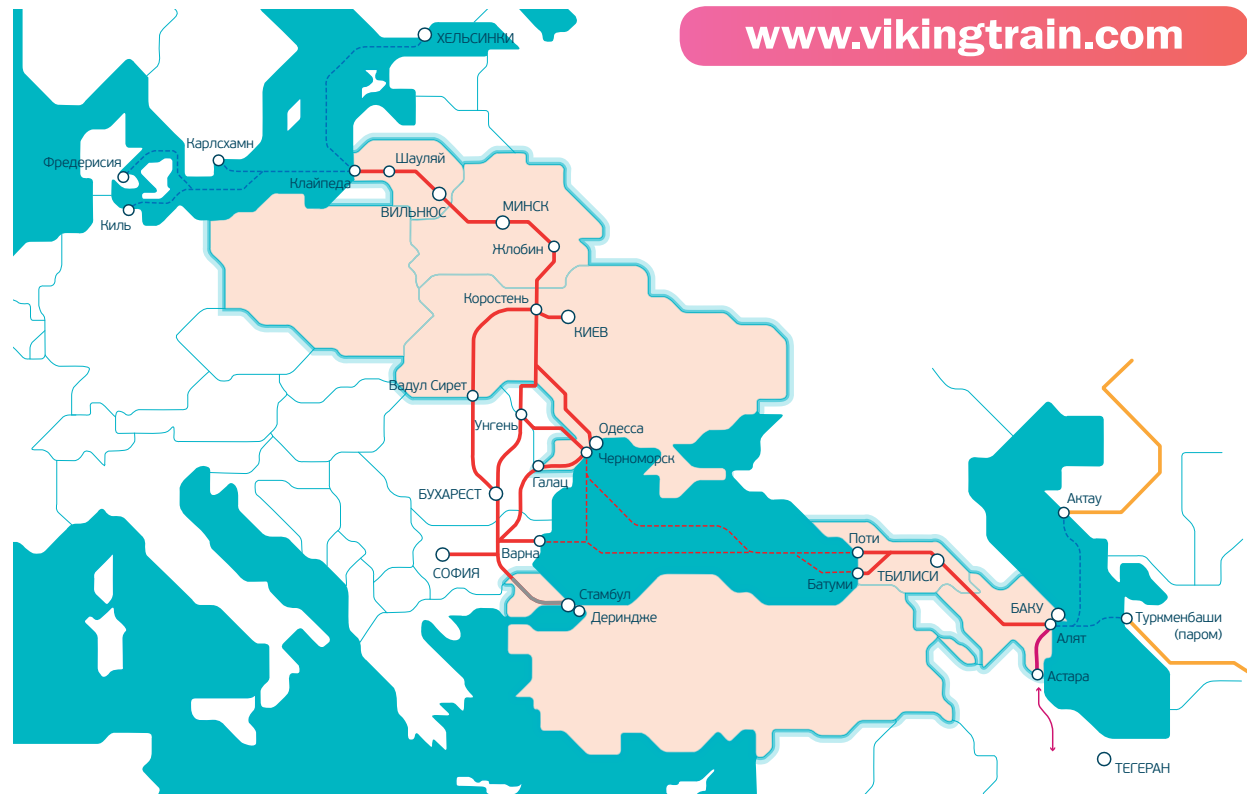 www.vikingtrain.com
ХЕЛЬСИНКИ
Карлсхамн
Шауляй
Фредерисия
Клайпеда
ВИЛЬНЮС
МИНСК
Киль
Жлобин
Коростень
КИЕВ
Вадул Сирет
Унгень
Одесса
Черноморск
Галац
БУХАРЕСТ
Актау
Варна
СОФИЯ
Поти
Батуми
ТБИЛИСИ
Стамбул
Дериндже
БАКУ
Алят
Туркменбаши
(паром)
Астара
ТЕГЕРАН